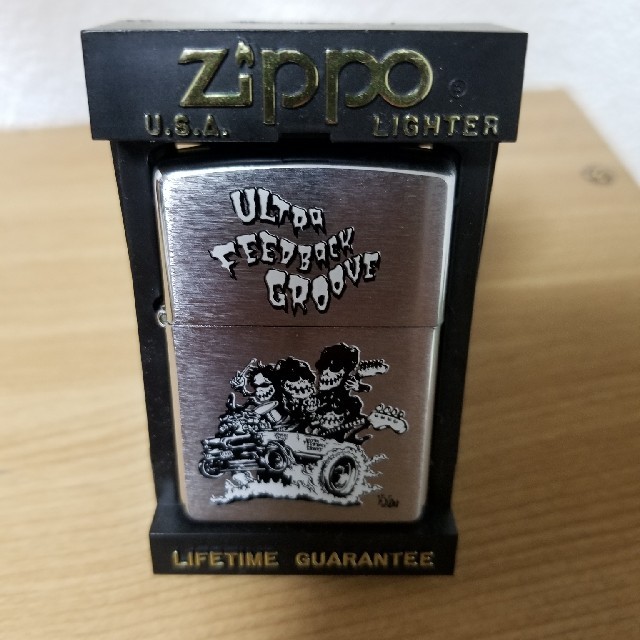 Zippo
U.S.A. LIGHTER
ULTRA
FEEDBACK
GROOVE
LIFETIME GUARANTEE